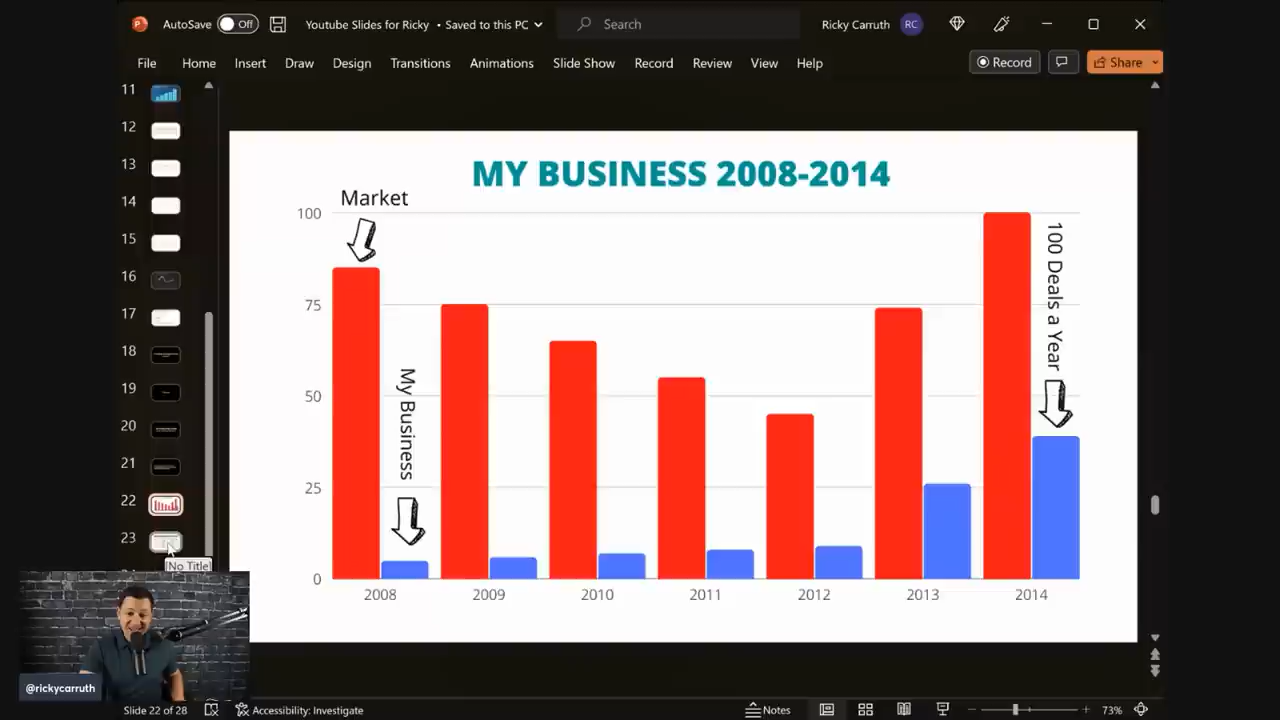 AutoSave Off Youtube Slides for Ricky • Saved to this PC Search Ricky Carruth RC
File Home Insert Draw Design Transitions Animations Slide Show Record Review View Help Record Share
11
12
13
14
15
16
17
18
19
20
21
22
23
[No Title]
MY BUSINESS 2008-2014
Market
My Business
100 Deals a Year
100
75
50
25
0
2008 2009 2010 2011 2012 2013 2014
@rickycarruth
Slide 22 of 28 Accessibility: Investigate Notes 73%